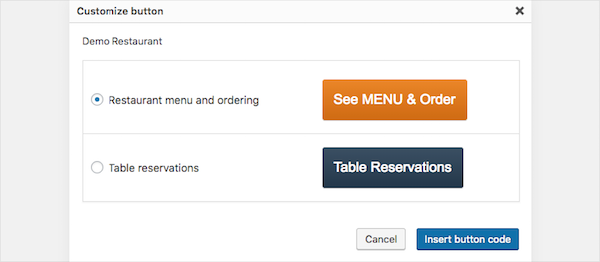 Customize button
Demo Restaurant
Restaurant menu and ordering
See MENU & Order
Table reservations
Table Reservations
Cancel
Insert button code